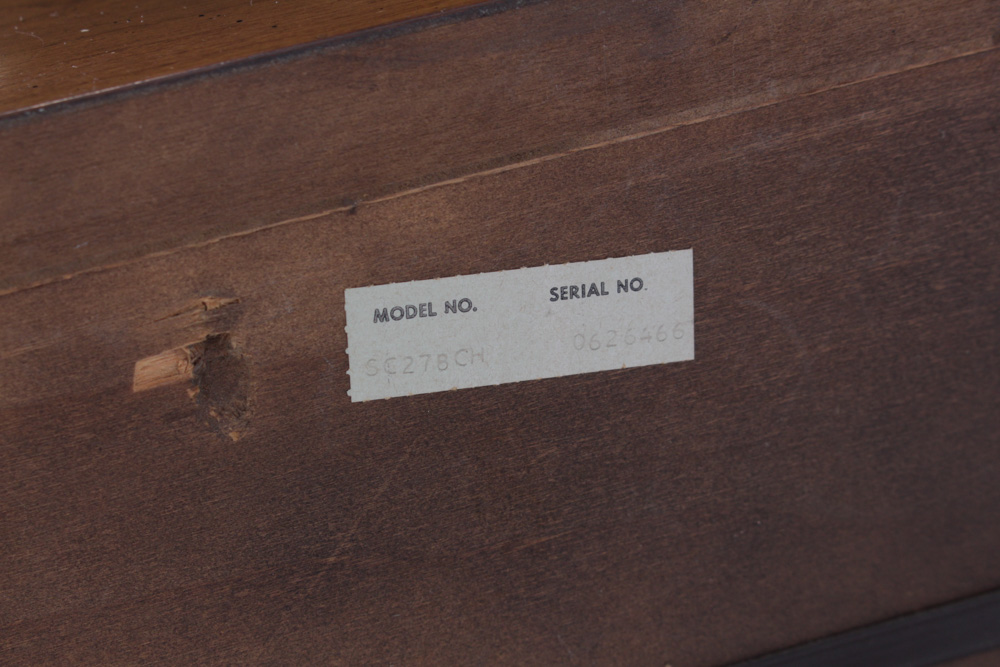 MODEL NO. SERIAL NO.
SC278CH 0626466